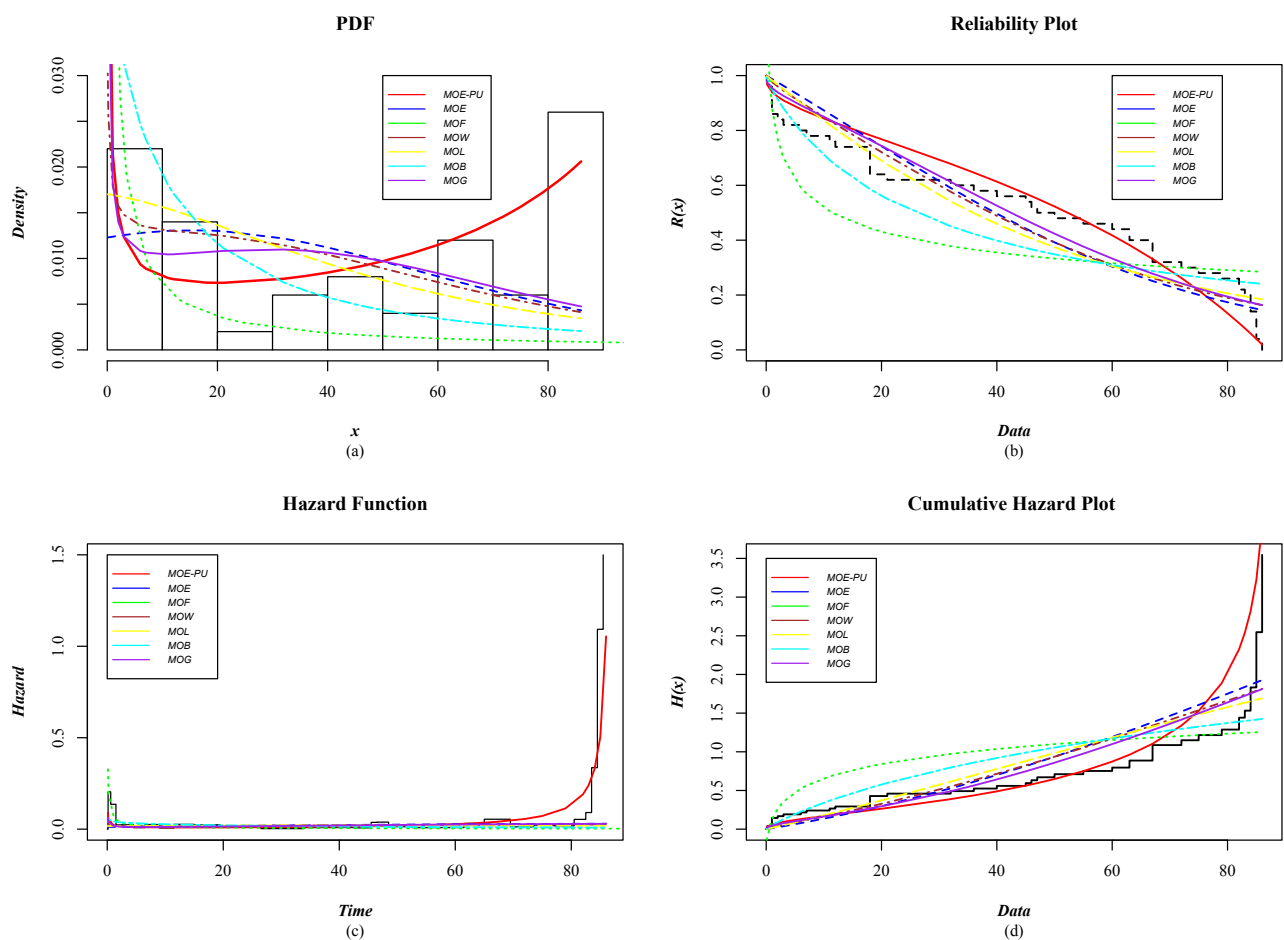 PDF
Density
0.000 0.010 0.020 0.030
MOE-PU
MOE
MOF
MOW
MOL
MOB
MOG
0 20 40 60 80
x
(a)
Reliability Plot
R(x)
0.0 0.2 0.4 0.6 0.8 1.0
MOE-PU
MOE
MOF
MOW
MOL
MOB
MOG
0 20 40 60 80
Data
(b)
Hazard Function
Hazard
0.0 0.5 1.0 1.5
MOE-PU
MOE
MOF
MOW
MOL
MOB
MOG
0 20 40 60 80
Time
(c)
Cumulative Hazard Plot
H(x)
0.0 0.5 1.0 1.5 2.0 2.5 3.0 3.5
MOE-PU
MOE
MOF
MOW
MOL
MOB
MOG
0 20 40 60 80
Data
(d)